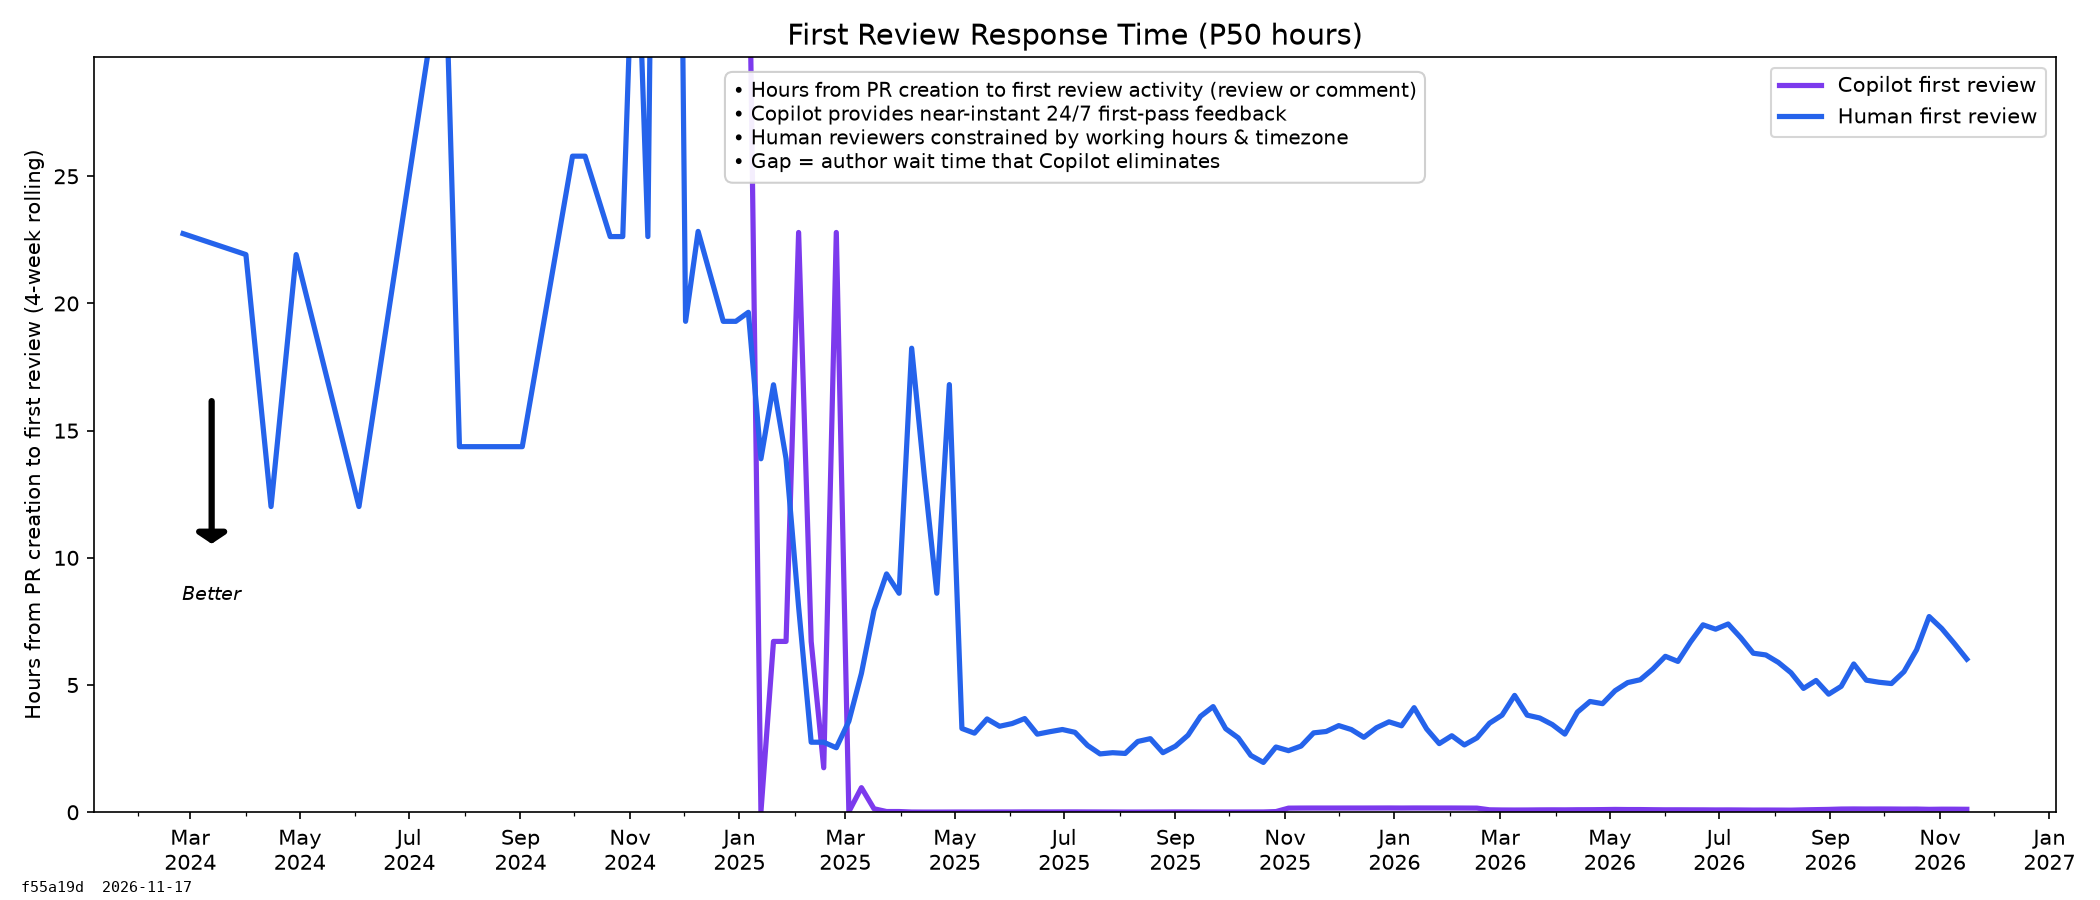 First Review Response Time (P50 hours)
• Hours from PR creation to first review activity (review or comment)
• Copilot provides near-instant 24/7 first-pass feedback
• Human reviewers constrained by working hours & timezone
• Gap = author wait time that Copilot eliminates
Copilot first review
Human first review
Hours from PR creation to first review (4-week rolling)
25
20
15
10
5
0
Better
Mar 2024
May 2024
Jul 2024
Sep 2024
Nov 2024
Jan 2025
Mar 2025
May 2025
Jul 2025
Sep 2025
Nov 2025
Jan 2026
Mar 2026
May 2026
Jul 2026
Sep 2026
Nov 2026
Jan 2027
f55a19d 2026-11-17